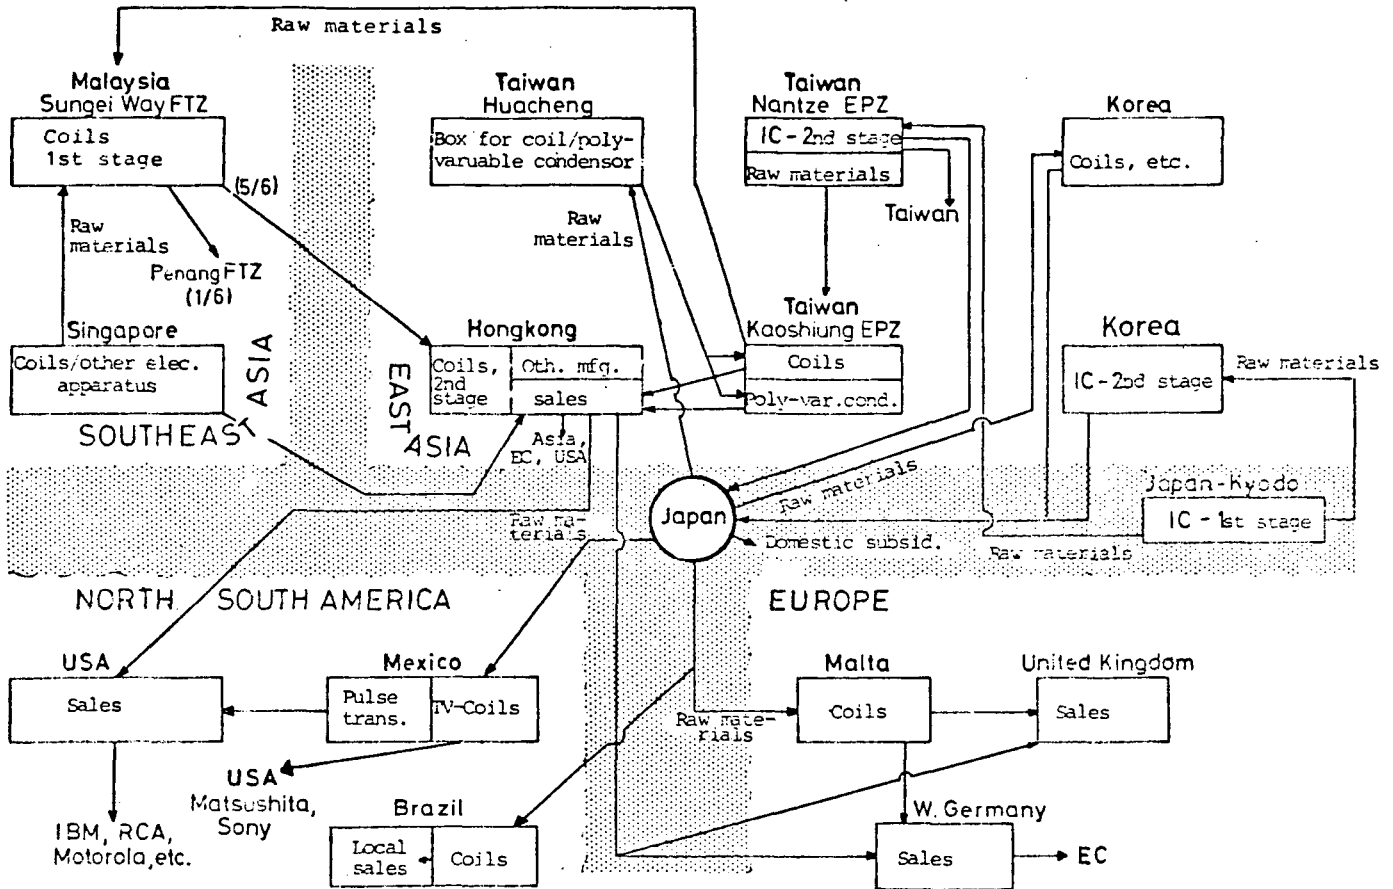 Raw materials
Malaysia
Sungei Way FTZ
Coils
1st stage
Taiwan
Huacheng
Box for coil/poly-
varuable condensor
Taiwan
Nantze EPZ
IC-2nd stage
Raw materials
Korea
Coils, etc.
(5/6)
Raw
materials
Penang FTZ
(1/6)
Raw
materials
Taiwan
Singapore
Coils/other elec.
apparatus
SOUTHEAST ASIA
Hongkong
Coils,
2nd
stage
Oth. mfg.
sales
EAST ASIA
Asia,
EC, USA
Taiwan
Kaoshiung EPZ
Coils
Poly-var.cond.
Korea
IC-2nd stage
Raw materials
Raw materials
Japan-Kyodo
IC-1st stage
Raw materials
Japan
Domestic subsid.
Raw ma-
terials
NORTH SOUTH AMERICA
EUROPE
USA
Sales
IBM, RCA,
Motorola, etc.
Mexico
Pulse
trans.
TV-Coils
USA
Matsushita,
Sony
Brazil
Local
sales
Coils
Raw mate-
rials
Malta
Coils
United Kingdom
Sales
W. Germany
Sales
EC